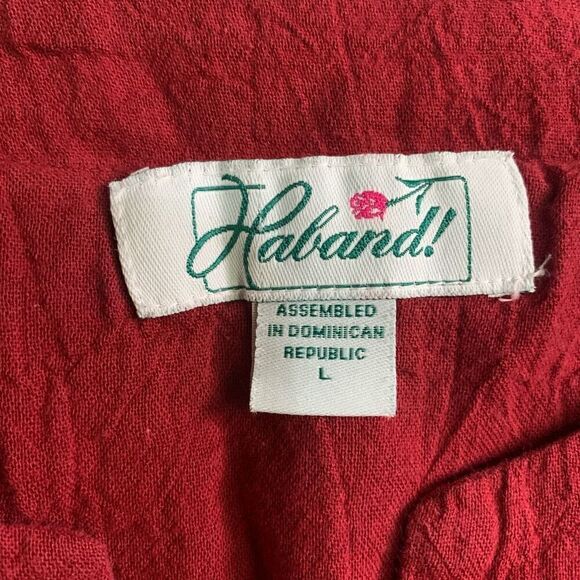 Haband!
ASSEMBLED
IN DOMINICAN
REPUBLIC
L